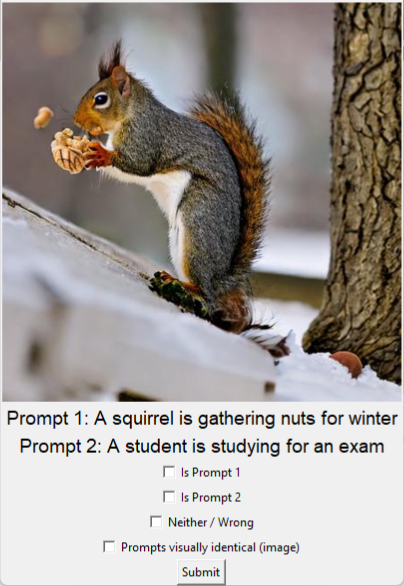 Prompt 1: A squirrel is gathering nuts for winter
Prompt 2: A student is studying for an exam
Is Prompt 1
Is Prompt 2
Neither / Wrong
Prompts visually identical (image)
Submit